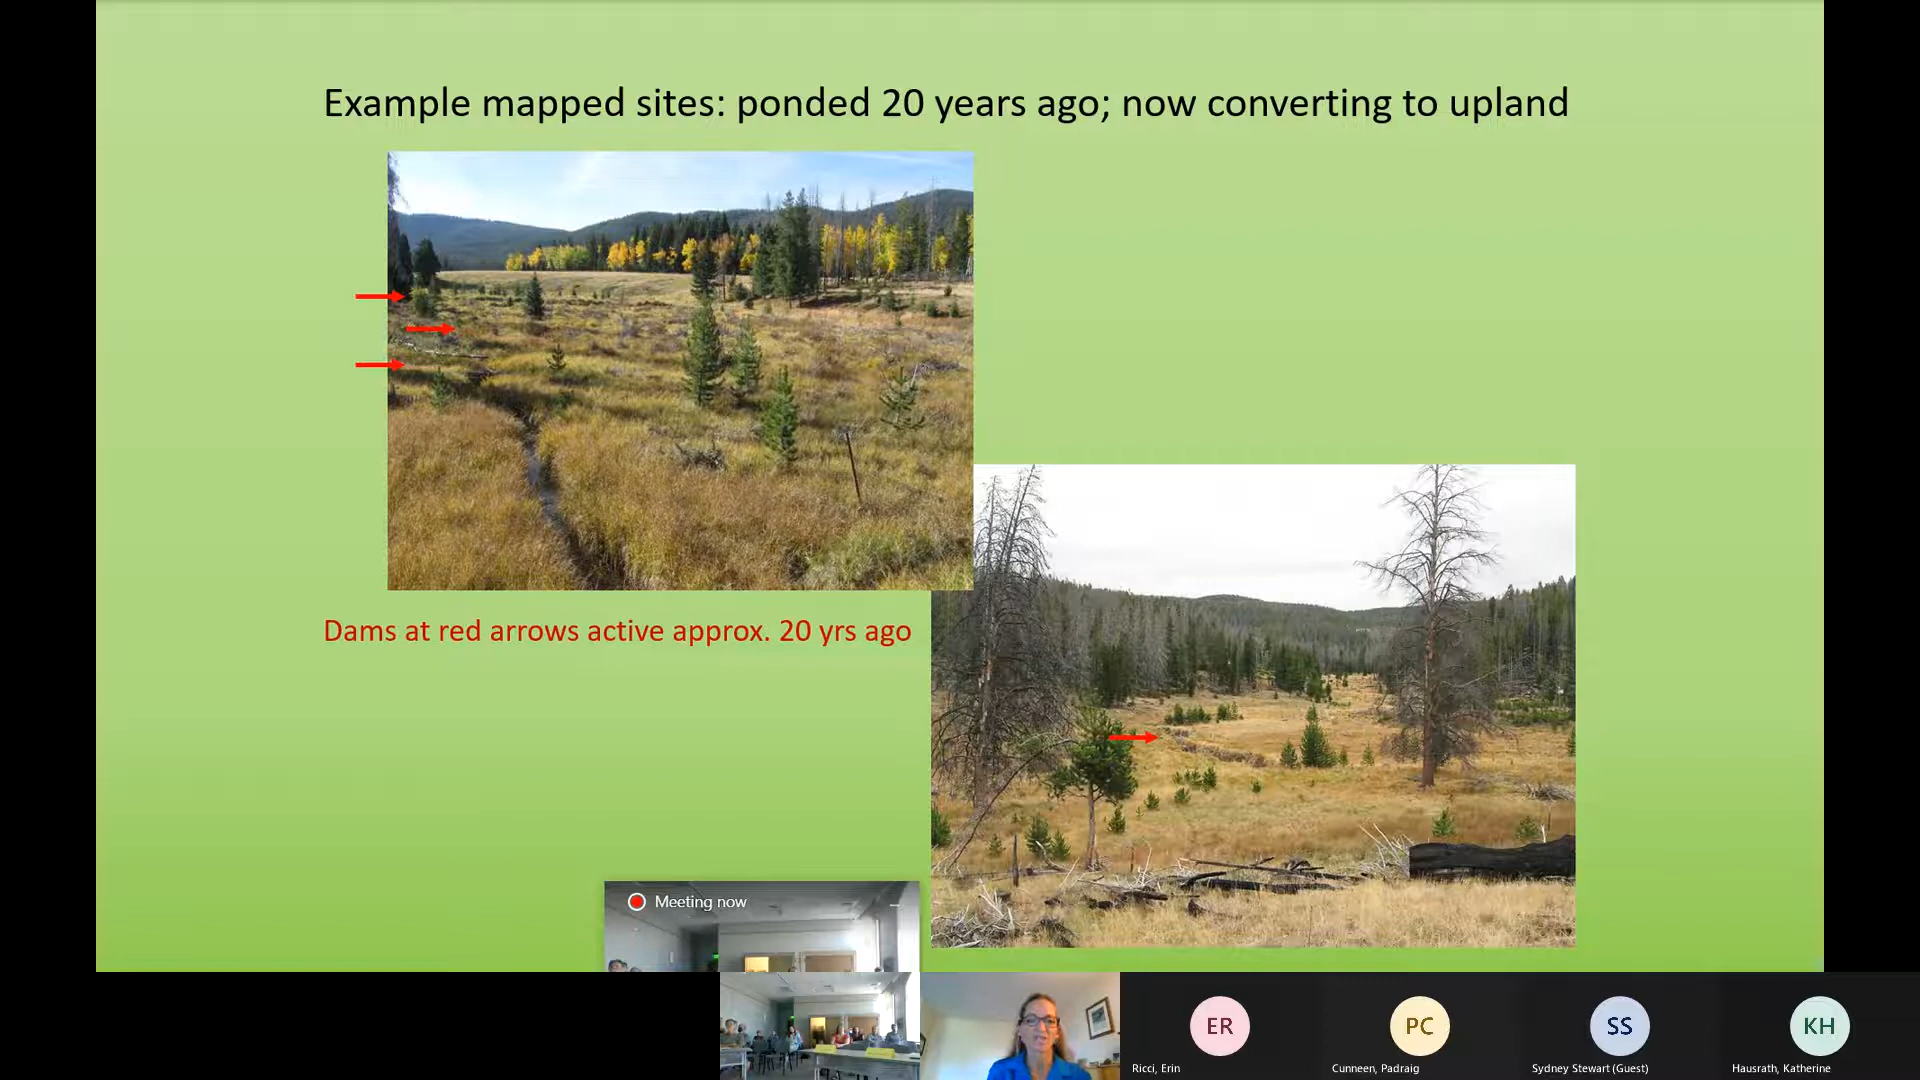 Example mapped sites: ponded 20 years ago; now converting to upland
Dams at red arrows active approx. 20 yrs ago
Meeting now
ER
PC
SS
KH
Ricci, Erin
Cunneen, Padraig
Sydney Stewart (Guest)
Hausrath, Katherine